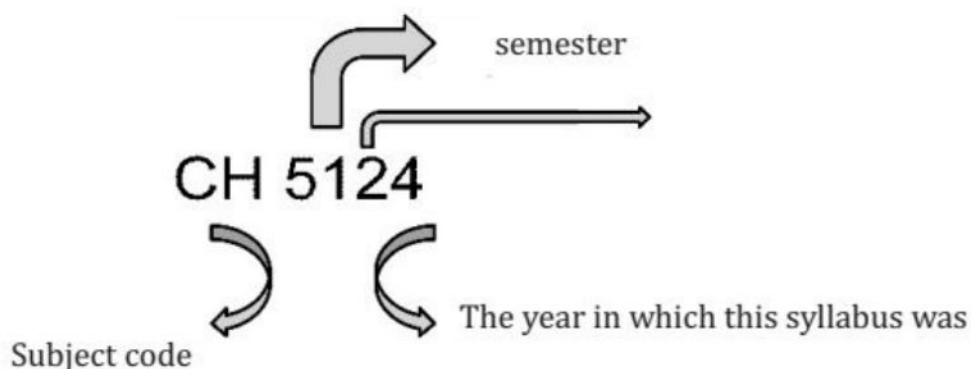 semester
CH 5124
The year in which this syllabus was
Subject code